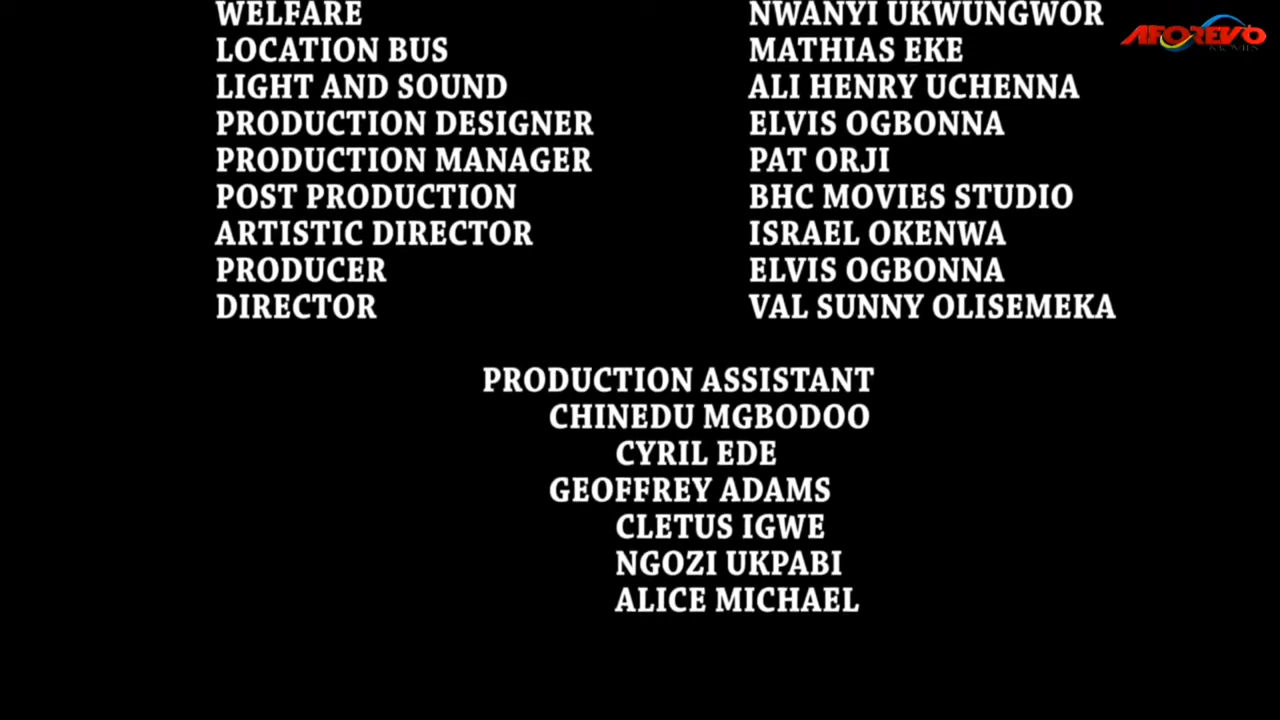 WELFARE NWANYI UKWUNGWOR
AFOREVO
MOVIES
LOCATION BUS MATHIAS EKE
LIGHT AND SOUND ALI HENRY UCHENNA
PRODUCTION DESIGNER ELVIS OGBONNA
PRODUCTION MANAGER PAT ORJI
POST PRODUCTION BHC MOVIES STUDIO
ARTISTIC DIRECTOR ISRAEL OKENWA
PRODUCER ELVIS OGBONNA
DIRECTOR VAL SUNNY OLISEMEKA
PRODUCTION ASSISTANT
CHINEDU MGBODOO
CYRIL EDE
GEOFFREY ADAMS
CLETUS IGWE
NGOZI UKPABI
ALICE MICHAEL